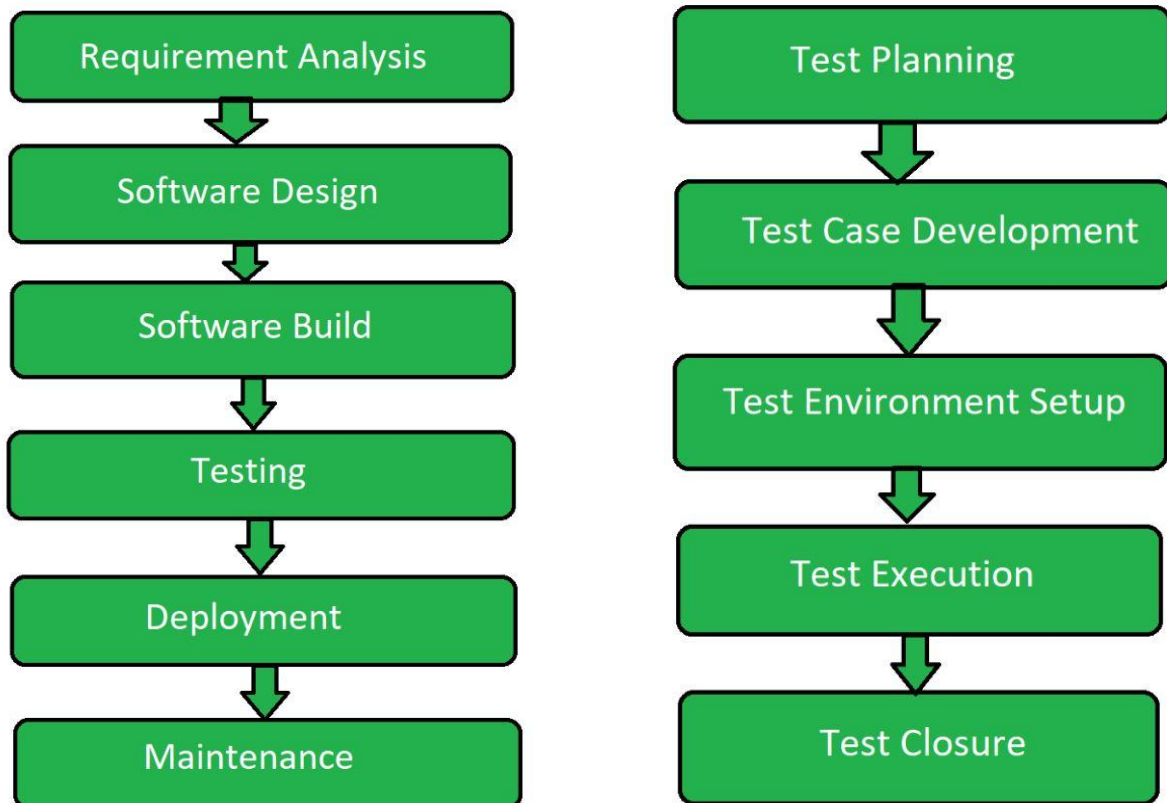 Requirement Analysis
Software Design
Software Build
Testing
Deployment
Maintenance
Test Planning
Test Case Development
Test Environment Setup
Test Execution
Test Closure